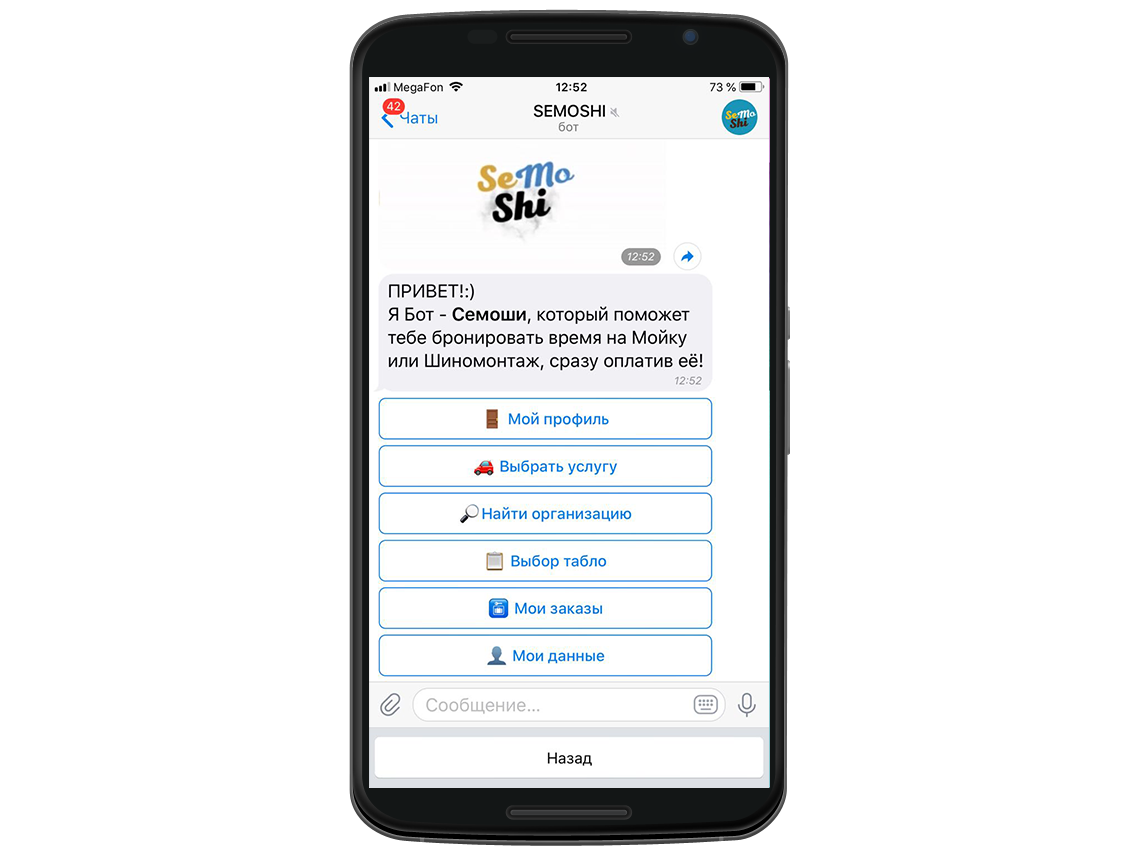 MegaFon 12:52 73 %
42
Чаты
SEMOSHI
бот
SeMo
Shi
SeMo
Shi
12:52
ПРИВЕТ!:)
Я Бот - Семоши, который поможет
тебе бронировать время на Мойку
или Шиномонтаж, сразу оплатив её!
12:52
Мой профиль
Выбрать услугу
Найти организацию
Выбор табло
Мои заказы
Мои данные
Сообщение...
Назад